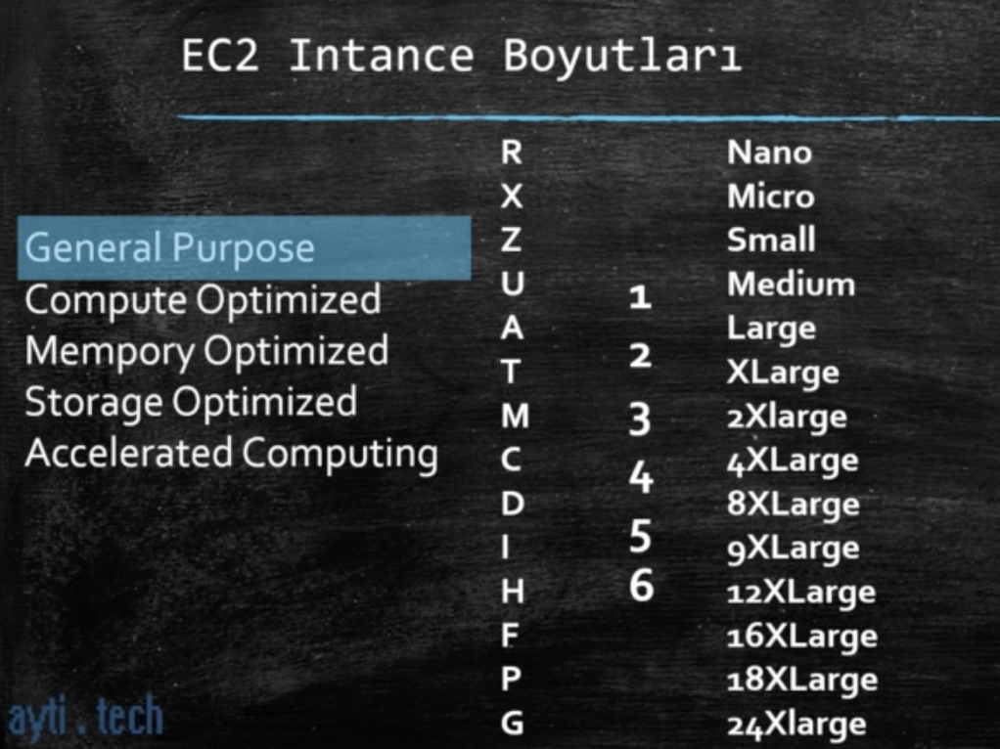 EC2 Intance Boyutları
General Purpose
Compute Optimized
Mempory Optimized
Storage Optimized
Accelerated Computing
R
X
Z
U
A
T
M
C
D
I
H
F
P
G
1
2
3
4
5
6
Nano
Micro
Small
Medium
Large
XLarge
2Xlarge
4XLarge
8XLarge
9XLarge
12XLarge
16XLarge
18XLarge
24Xlarge
ayti . tech